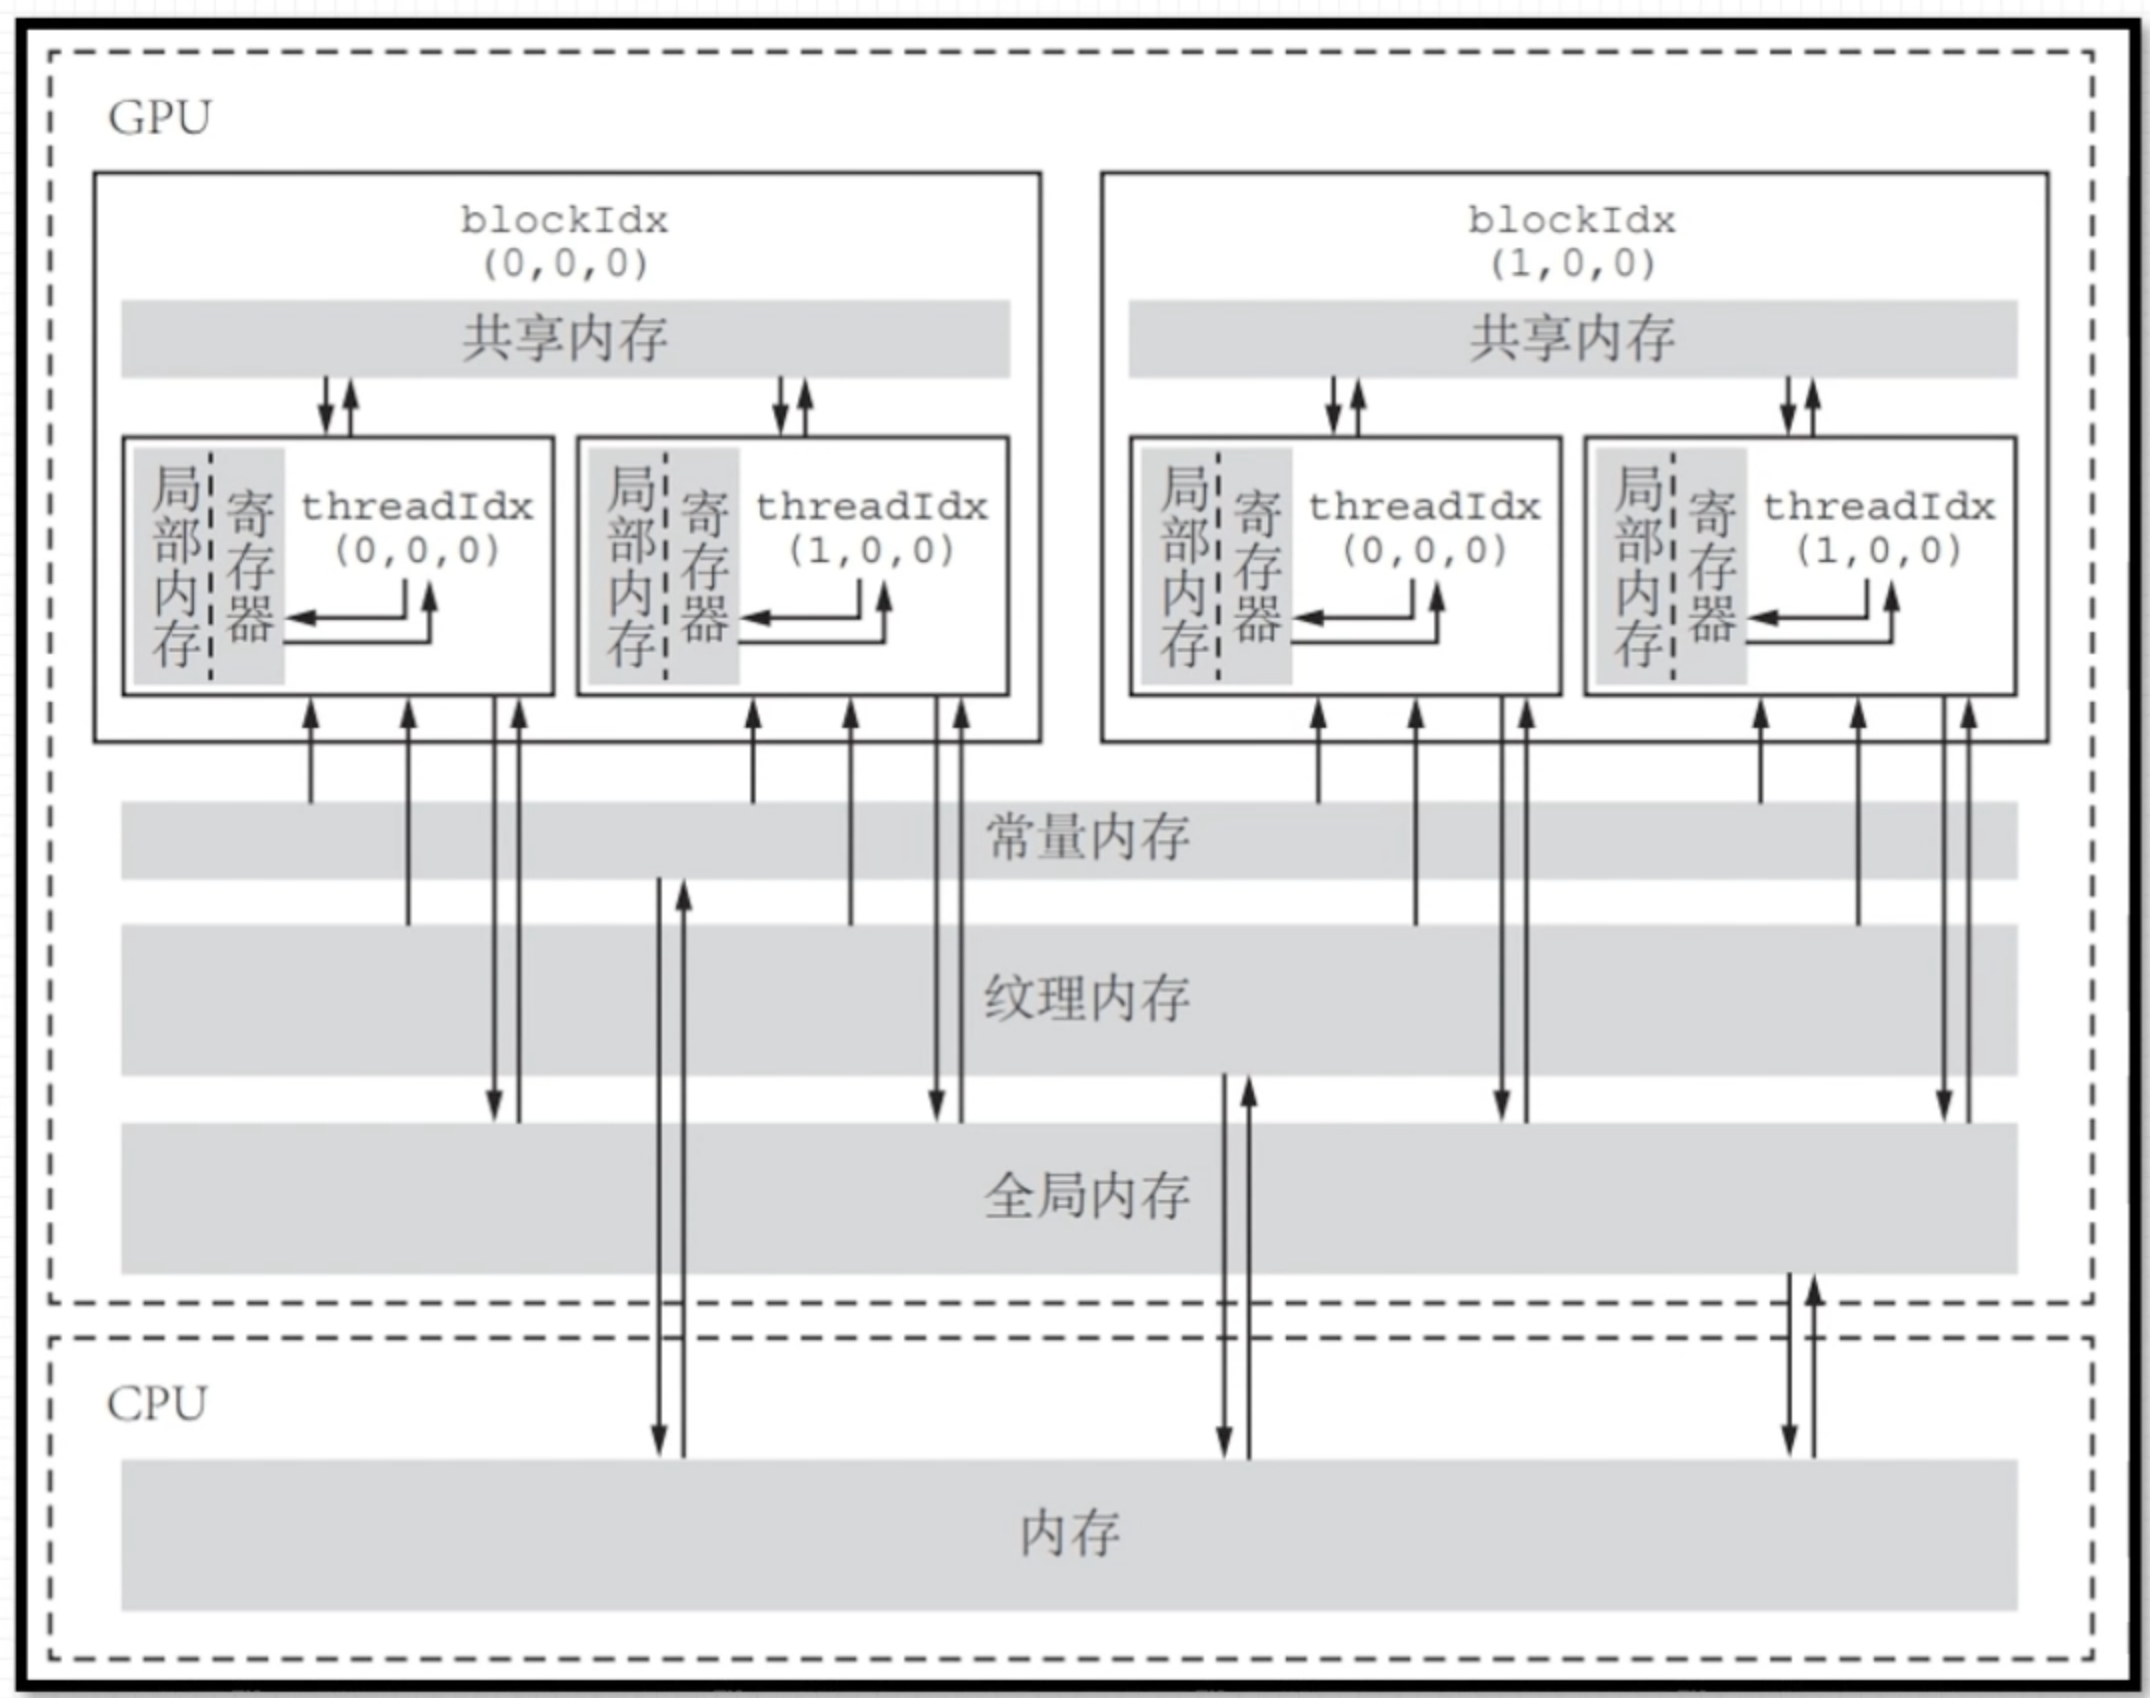 GPU
blockIdx
(0,0,0)
共享内存
局部内存
寄存器
threadIdx
(0,0,0)
局部内存
寄存器
threadIdx
(1,0,0)
blockIdx
(1,0,0)
共享内存
局部内存
寄存器
threadIdx
(0,0,0)
局部内存
寄存器
threadIdx
(1,0,0)
常量内存
纹理内存
全局内存
CPU
内存